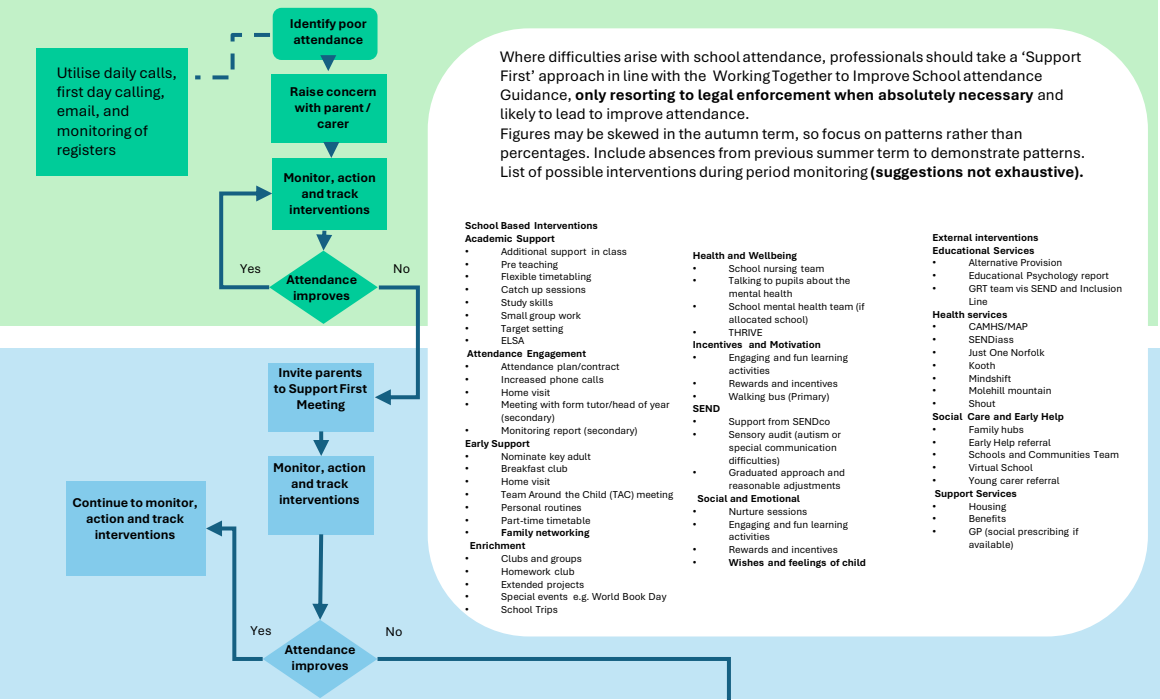 Identify poor
attendance
Utilise daily calls,
first day calling,
email, and
monitoring of
registers
Raise concern
with parent /
carer
Monitor, action
and track
interventions
Yes
No
Attendance
improves
Invite parents
to Support First
Meeting
Monitor, action
and track
interventions
Continue to monitor,
action and track
interventions
Yes
No
Attendance
improves
Where difficulties arise with school attendance, professionals should take a ‘Support
First’ approach in line with the Working Together to Improve School attendance
Guidance, only resorting to legal enforcement when absolutely necessary and
likely to lead to improve attendance.
Figures may be skewed in the autumn term, so focus on patterns rather than
percentages. Include absences from previous summer term to demonstrate patterns.
List of possible interventions during period monitoring (suggestions not exhaustive).
School Based Interventions
Academic Support
• Additional support in class
• Pre teaching
• Flexible timetabling
• Catch up sessions
• Study skills
• Small group work
• Target setting
• ELSA
Attendance Engagement
• Attendance plan/contract
• Increased phone calls
• Home visit
• Meeting with form tutor/head of year
(secondary)
• Monitoring report (secondary)
Early Support
• Nominate key adult
• Breakfast club
• Home visit
• Team Around the Child (TAC) meeting
• Personal routines
• Part-time timetable
• Family networking
Enrichment
• Clubs and groups
• Homework club
• Extended projects
• Special events e.g. World Book Day
• School Trips
Health and Wellbeing
• School nursing team
• Talking to pupils about the
mental health
• School mental health team (if
allocated school)
• THRIVE
Incentives and Motivation
• Engaging and fun learning
activities
• Rewards and incentives
• Walking bus (Primary)
SEND
• Support from SENDco
• Sensory audit (autism or
special communication
difficulties)
• Graduated approach and
reasonable adjustments
Social and Emotional
• Nurture sessions
• Engaging and fun learning
activities
• Rewards and incentives
• Wishes and feelings of child
External interventions
Educational Services
• Alternative Provision
• Educational Psychology report
• GRT team vis SEND and Inclusion
Line
Health services
• CAMHS/MAP
• SENDiass
• Just One Norfolk
• Kooth
• Mindshift
• Molehill mountain
• Shout
Social Care and Early Help
• Family hubs
• Early Help referral
• Schools and Communities Team
• Virtual School
• Young carer referral
Support Services
• Housing
• Benefits
• GP (social prescribing if
available)